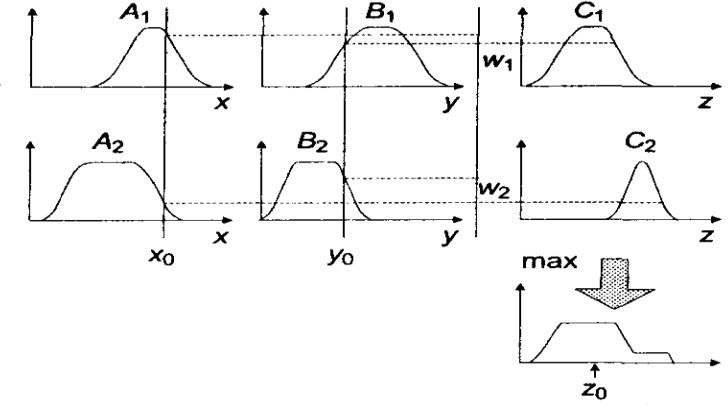 A₁ B₁ C₁
w₁
x y z
A₂ B₂ C₂
w₂
x y z
x₀ y₀
max
z₀